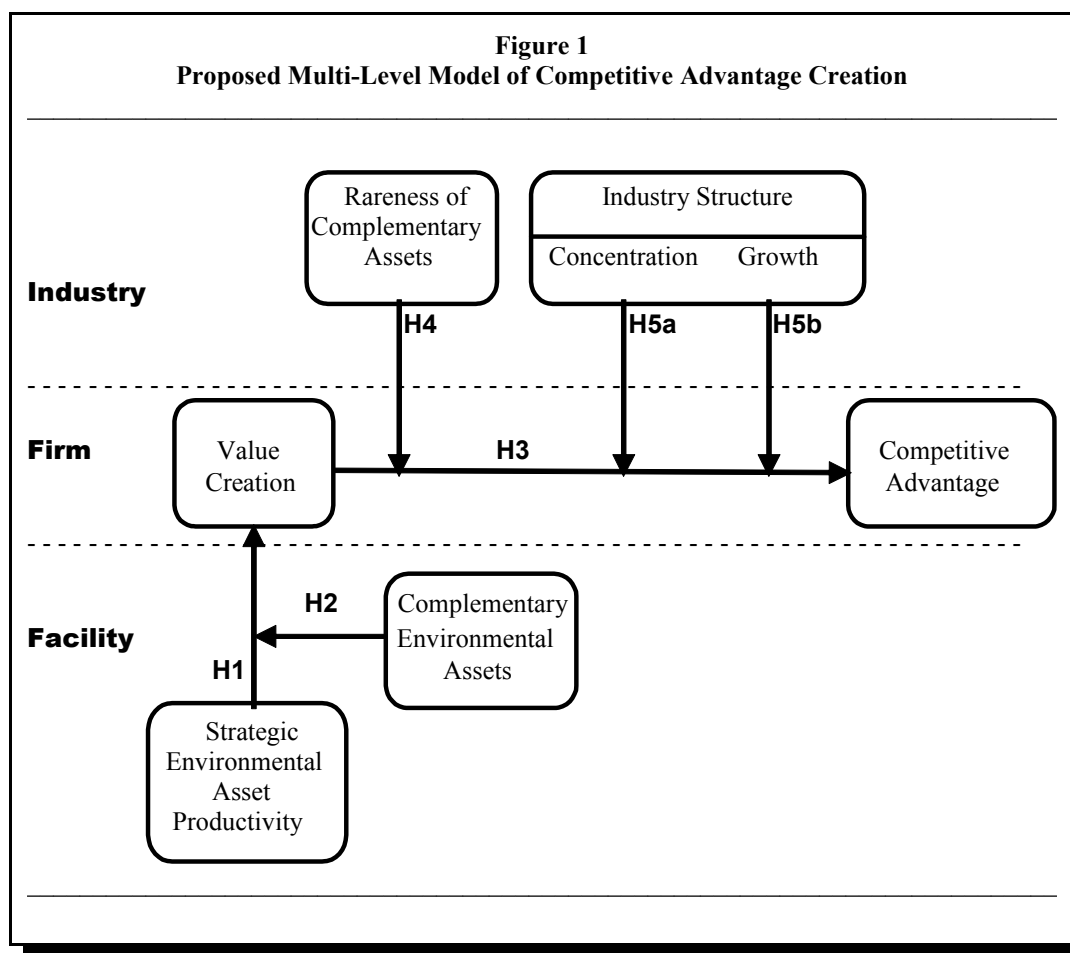 Figure 1
Proposed Multi-Level Model of Competitive Advantage Creation
Rareness of
Complementary
Assets
Industry Structure
Concentration Growth
Industry
H4
H5a
H5b
Firm
Value
Creation
H3
Competitive
Advantage
H2
Complementary
Environmental
Assets
Facility
H1
Strategic
Environmental
Asset
Productivity